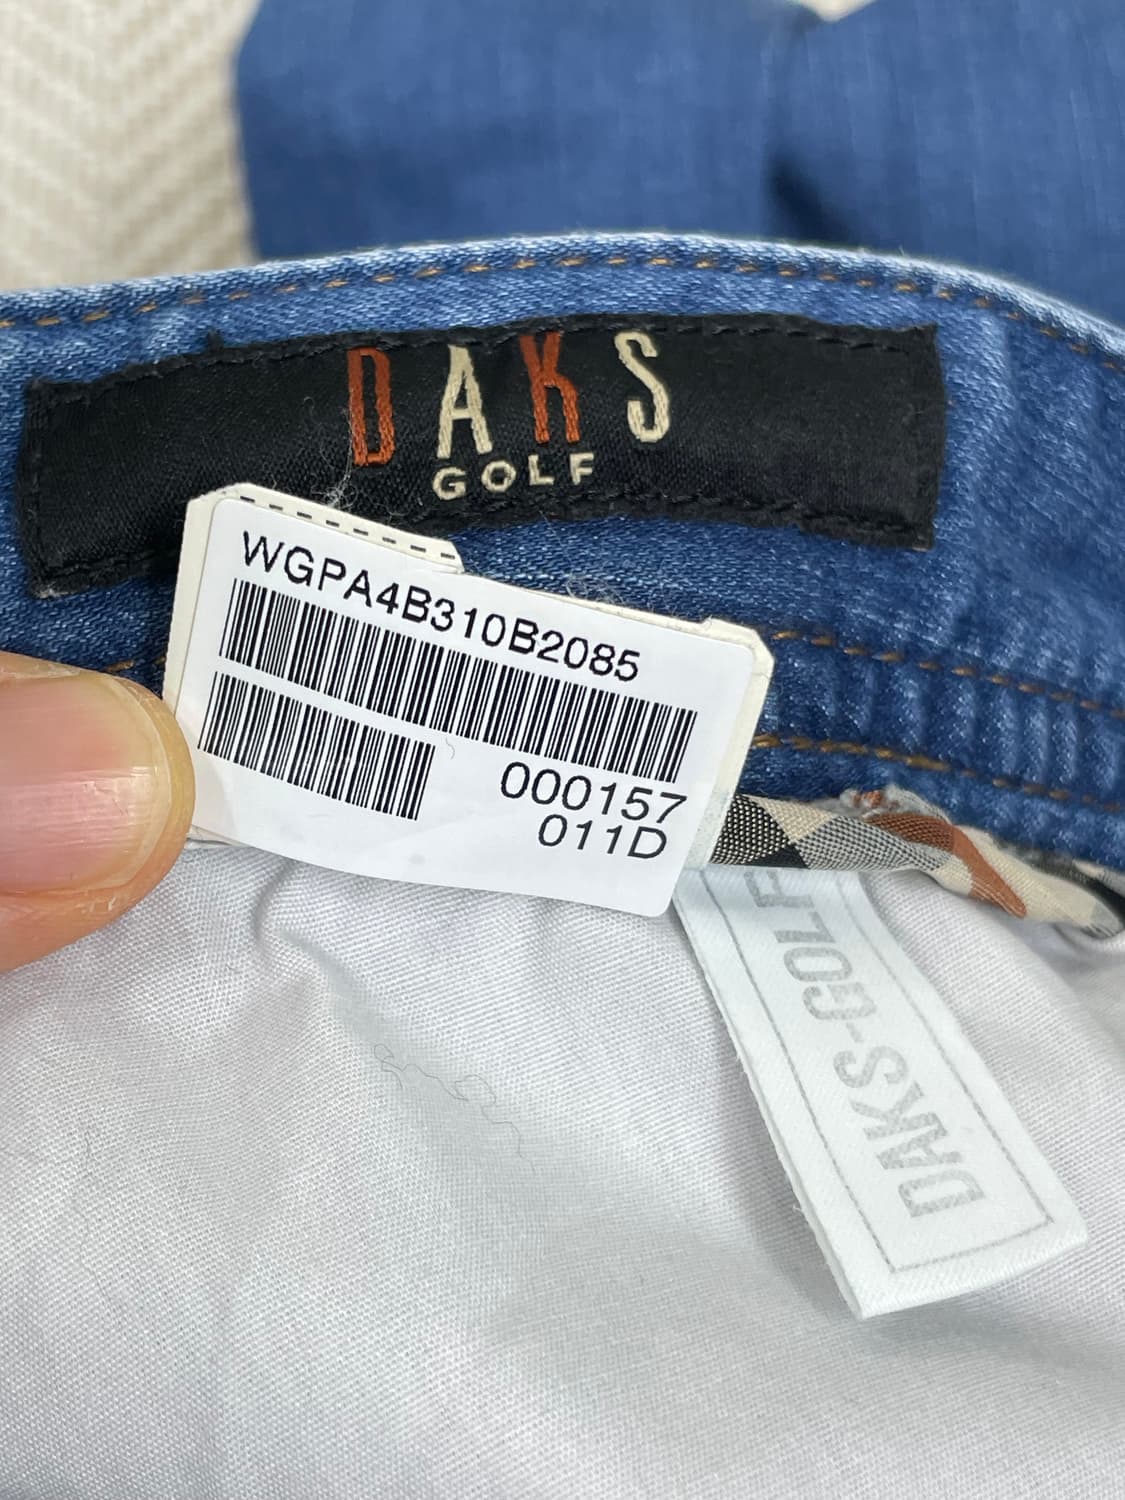 DAKS
GOLF
WGPA4B310B2085
000157
011D
DAKS-GOLF